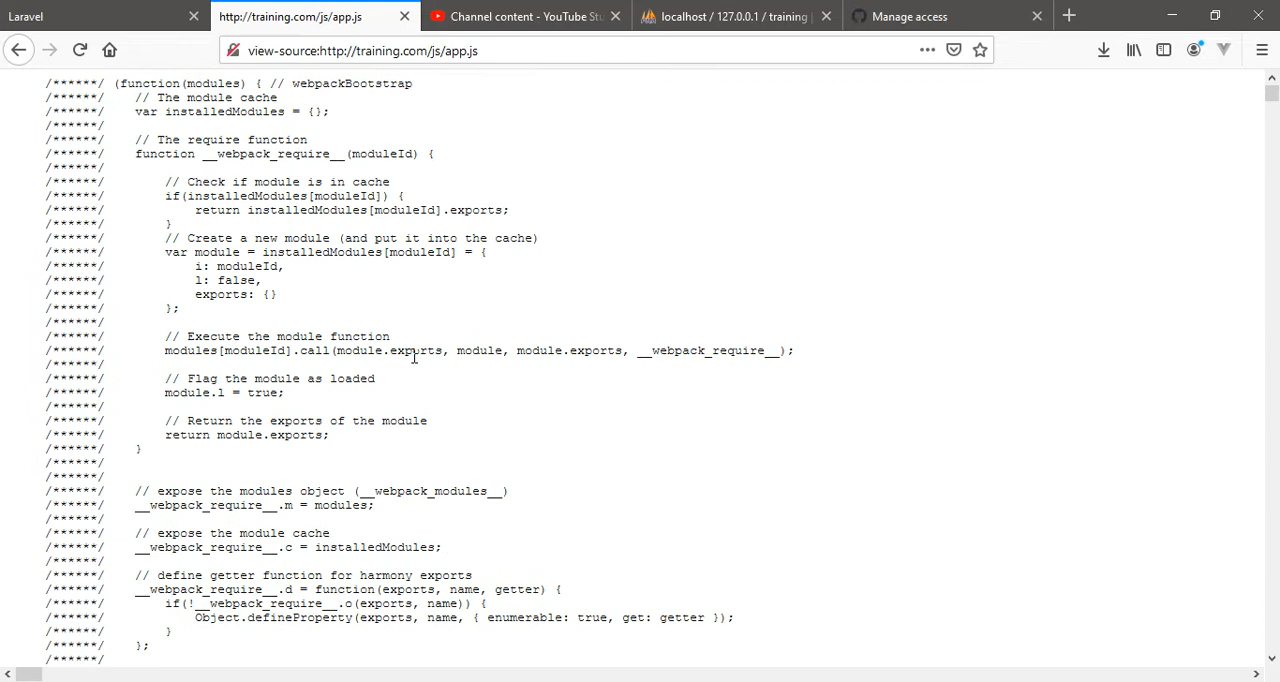 Laravel
http://training.com/js/app.js
Channel content - YouTube Stu
localhost / 127.0.0.1 / training
Manage access
view-source:http://training.com/js/app.js
/******/ (function(modules) { // webpackBootstrap
/******/ // The module cache
/******/ var installedModules = {};
/******/
/******/ // The require function
/******/ function __webpack_require__(moduleId) {
/******/
/******/ // Check if module is in cache
/******/ if(installedModules[moduleId]) {
/******/ return installedModules[moduleId].exports;
/******/ }
/******/ // Create a new module (and put it into the cache)
/******/ var module = installedModules[moduleId] = {
/******/ i: moduleId,
/******/ l: false,
/******/ exports: {}
/******/ };
/******/
/******/ // Execute the module function
/******/ modules[moduleId].call(module.exports, module, module.exports, __webpack_require__);
/******/
/******/ // Flag the module as loaded
/******/ module.l = true;
/******/
/******/ // Return the exports of the module
/******/ return module.exports;
/******/ }
/******/
/******/
/******/ // expose the modules object (__webpack_modules__)
/******/ __webpack_require__.m = modules;
/******/
/******/ // expose the module cache
/******/ __webpack_require__.c = installedModules;
/******/
/******/ // define getter function for harmony exports
/******/ __webpack_require__.d = function(exports, name, getter) {
/******/ if(!__webpack_require__.o(exports, name)) {
/******/ Object.defineProperty(exports, name, { enumerable: true, get: getter });
/******/ }
/******/ };
/******/